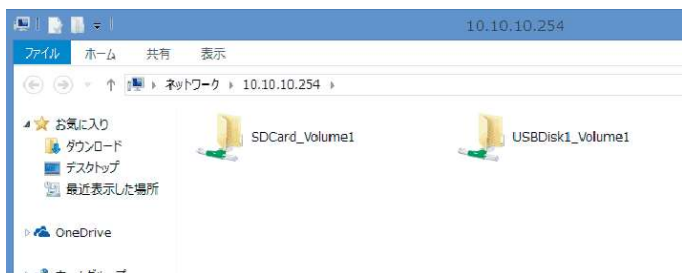 10.10.10.254
ファイル ホーム 共有 表示
ネットワーク 10.10.10.254
お気に入り
ダウンロード
デスクトップ
最近表示した場所
OneDrive
SDCard_Volume1
USBDisk1_Volume1